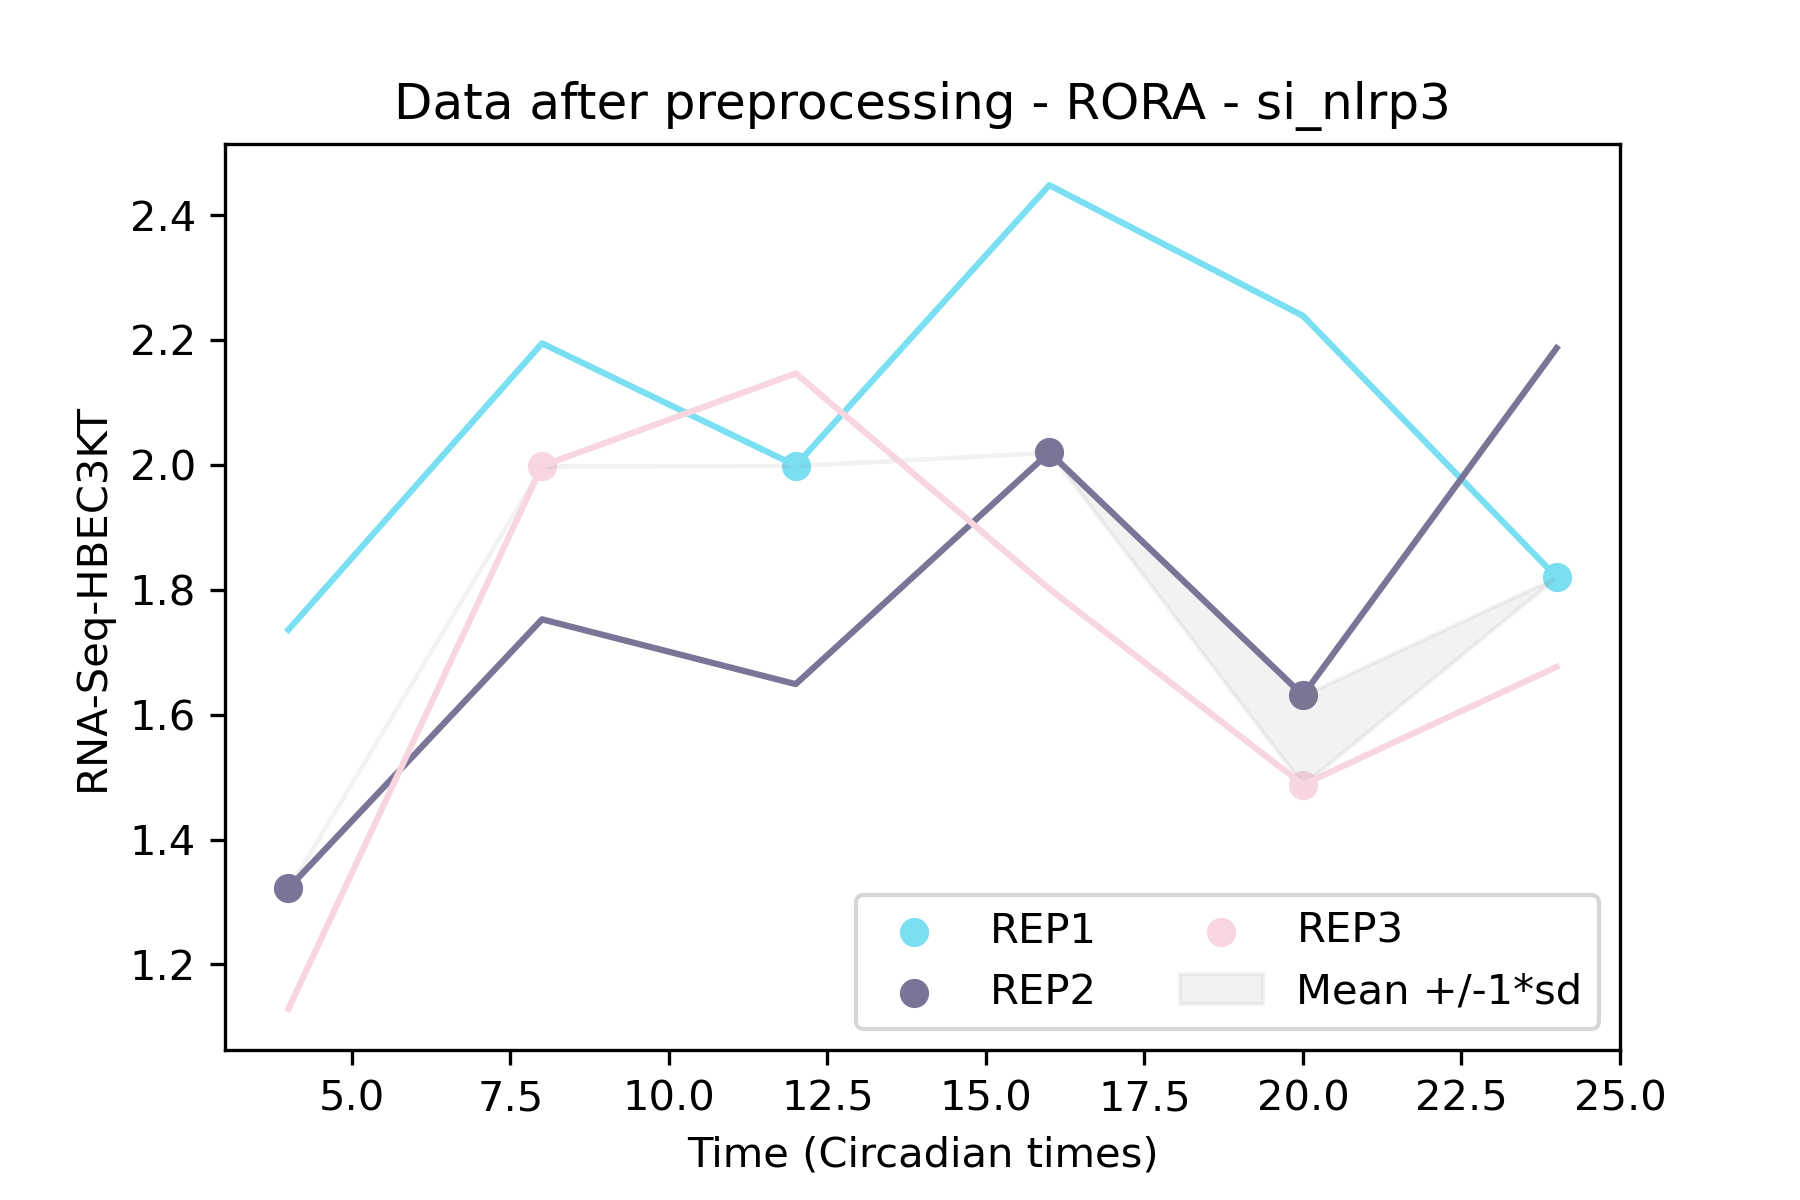 Data after preprocessing - RORA - si_nlrp3
RNA-Seq-HBEC3KT
2.4
2.2
2.0
1.8
1.6
1.4
1.2
REP1
REP2
REP3
Mean +/-1*sd
5.0 7.5 10.0 12.5 15.0 17.5 20.0 22.5 25.0
Time (Circadian times)